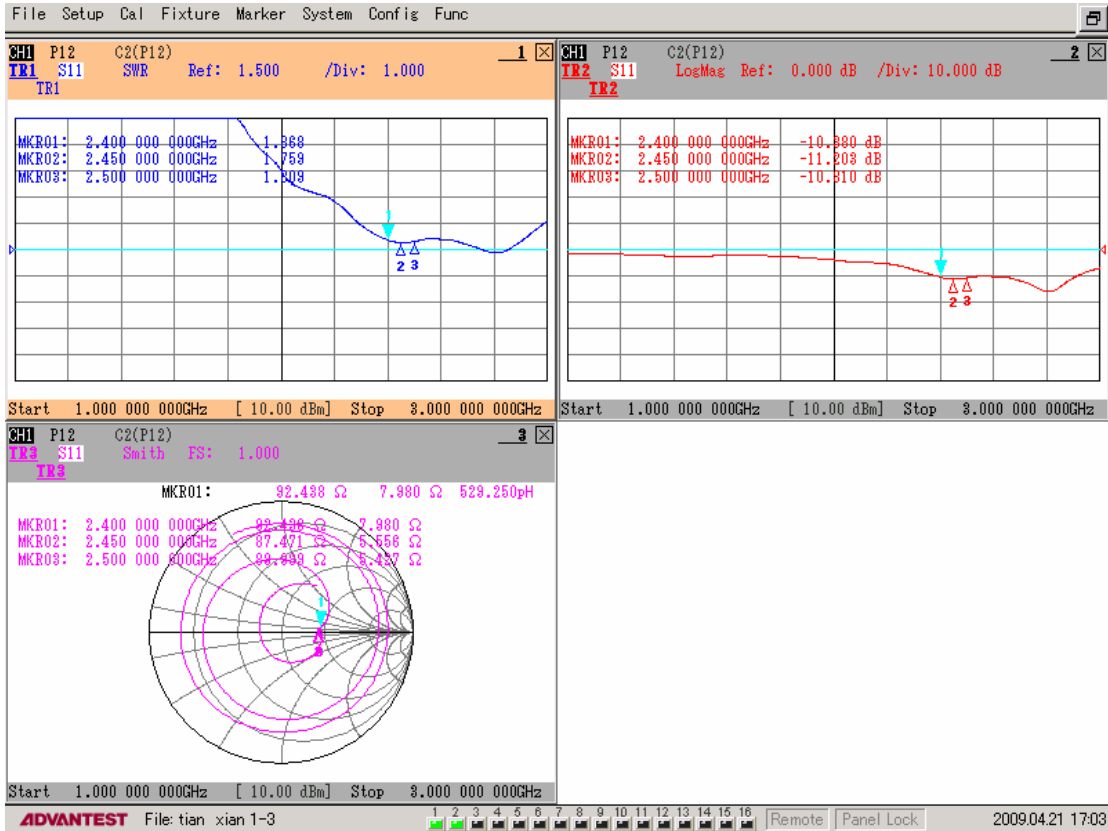 File Setup Cal Fixture Marker System Config Func
CH1 P12 C2(P12) 1
TR1 S11 SWR Ref: 1.500 /Div: 1.000
TR1
MKR01: 2.400 000 000GHz 1.868
MKR02: 2.450 000 000GHz 1.759
MKR03: 2.500 000 000GHz 1.809
1
2 3
Start 1.000 000 000GHz [ 10.00 dBm] Stop 3.000 000 000GHz
CH1 P12 C2(P12) 2
TR2 S11 LogMag Ref: 0.000 dB /Div: 10.000 dB
TR2
MKR01: 2.400 000 000GHz dB
MKR02: 2.450 000 000GHz -11.203 dB
MKR03: 2.500 000 000GHz -10.810 dB
1
2 3
Start 1.000 000 000GHz [ 10.00 dBm] Stop 3.000 000 000GHz
CH1 P12 C2(P12) 3
TR3 S11 Smith FS: 1.000
TR3
MKR01: 92.438 Ω 7.980 Ω 529.250pH
MKR01: 2.400 000 000GHz 92.438 Ω 7.980 Ω
MKR02: 2.450 000 000GHz 87.471 Ω 5.556 Ω
MKR03: 2.500 000 000GHz Ω Ω
1
3
Start 1.000 000 000GHz [ 10.00 dBm] Stop 3.000 000 000GHz
ADVANTEST File: tian xian 1-3 1 2 3 4 5 6 7 8 9 10 11 12 13 14 15 16 Remote Panel Lock 2009.04.21 17:03